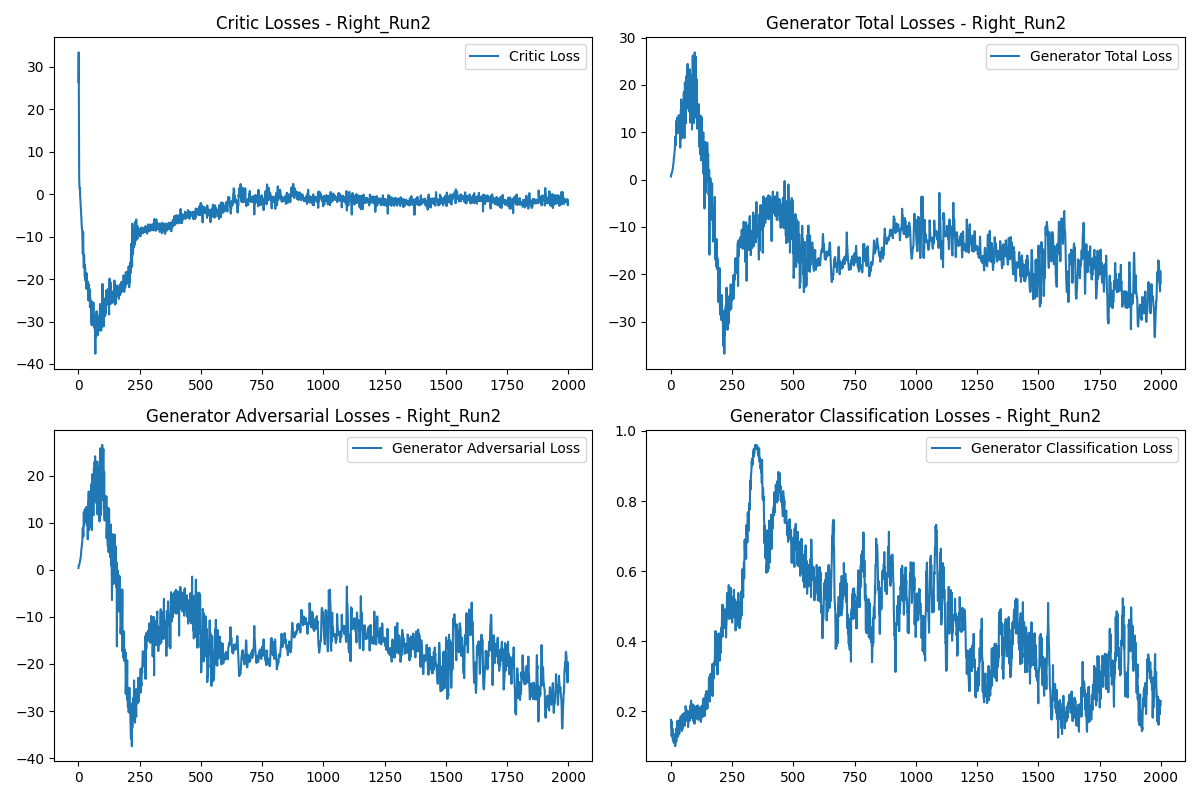 Critic Losses - Right_Run2
Critic Loss
30
20
10
0
−10
−20
−30
−40
0 250 500 750 1000 1250 1500 1750 2000
Generator Total Losses - Right_Run2
Generator Total Loss
30
20
10
0
−10
−20
−30
0 250 500 750 1000 1250 1500 1750 2000
Generator Adversarial Losses - Right_Run2
Generator Adversarial Loss
20
10
0
−10
−20
−30
−40
0 250 500 750 1000 1250 1500 1750 2000
Generator Classification Losses - Right_Run2
Generator Classification Loss
1.0
0.8
0.6
0.4
0.2
0 250 500 750 1000 1250 1500 1750 2000